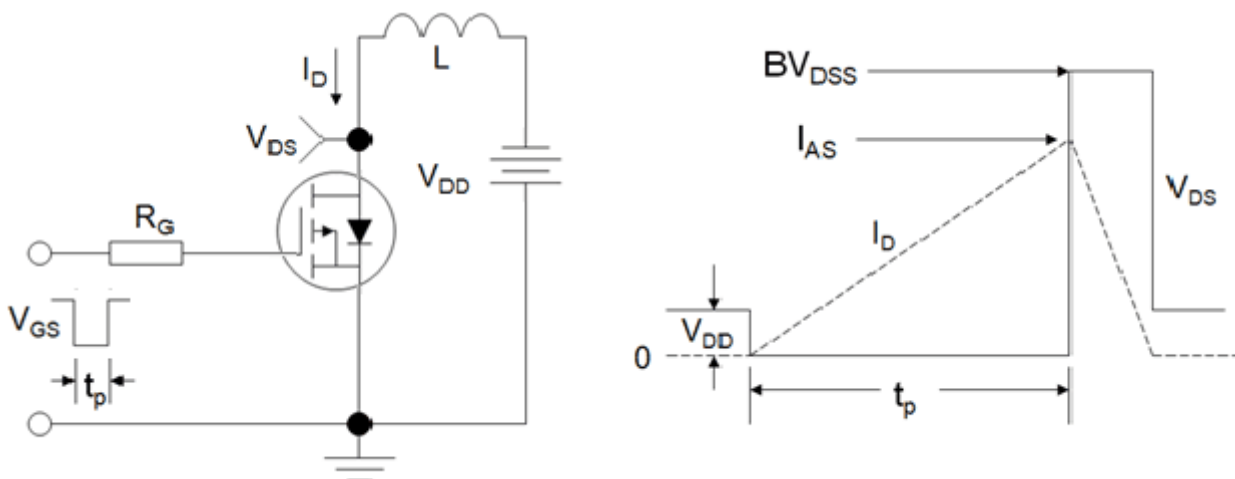 L
I_D
V_DS
V_DD
R_G
V_GS
t_p
BV_DSS
I_AS
V_DS
I_D
V_DD
0
t_p